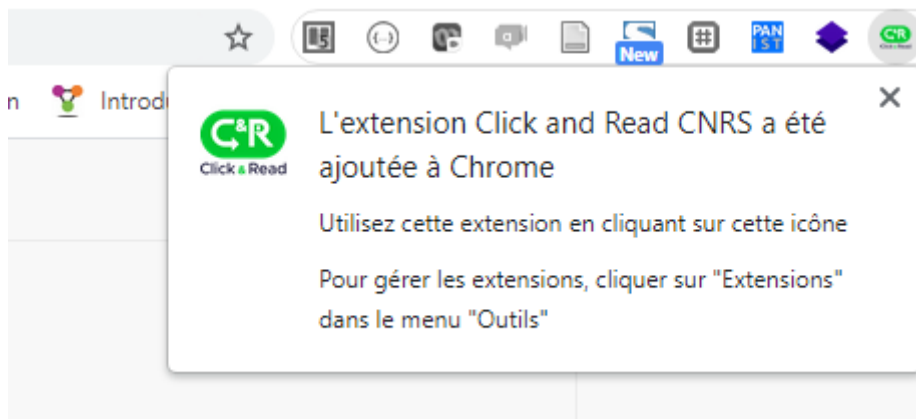 New
PAN
IST
C&R
n
Introdu
C&R
Click & Read
L'extension Click and Read CNRS a été
ajoutée à Chrome
Utilisez cette extension en cliquant sur cette icône
Pour gérer les extensions, cliquer sur "Extensions"
dans le menu "Outils"